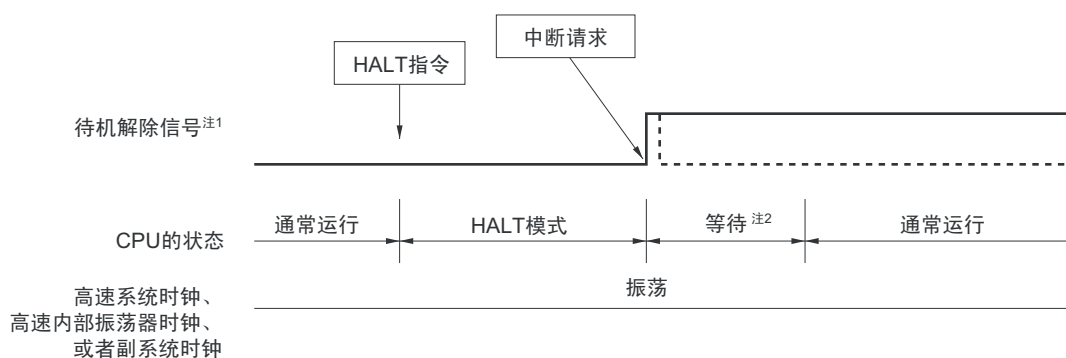 中断请求
HALT指令
待机解除信号注1
CPU的状态
通常运行
HALT模式
等待 注2
通常运行
高速系统时钟、
高速内部振荡器时钟、
或者副系统时钟
振荡